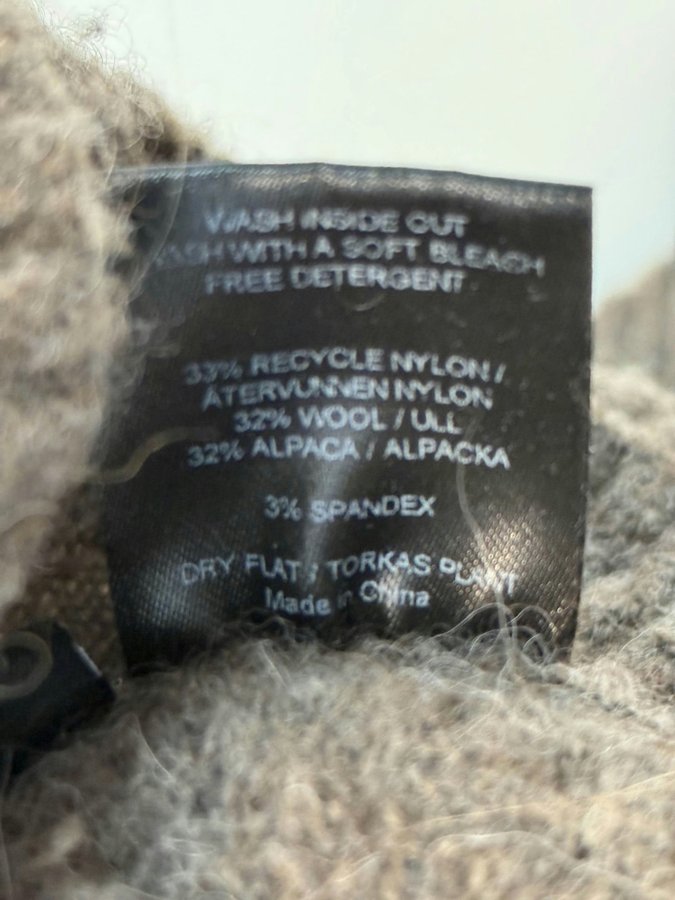 WASH INSIDE OUT
WASH WITH A SOFT BLEACH
FREE DETERGENT
33% RECYCLE NYLON /
ÅTERVUNNEN NYLON
32% WOOL / ULL
32% ALPACA / ALPACKA
3% SPANDEX
DRY FLAT / TORKAS PLANT
Made in China